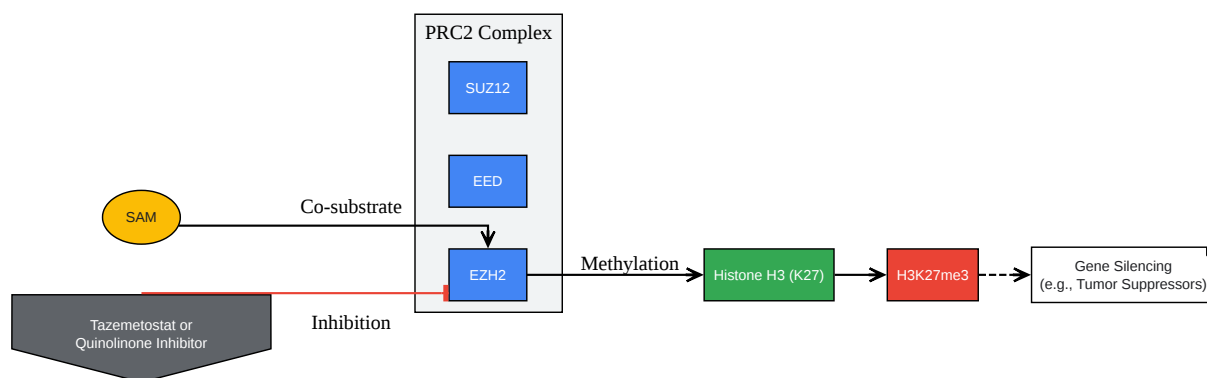 PRC2 Complex
SUZ12
EED
Co-substrate
SAM
EZH2
Methylation
Histone H3 (K27)
H3K27me3
Gene Silencing
(e.g., Tumor Suppressors)
Inhibition
Tazemetostat or
Quinolinone Inhibitor